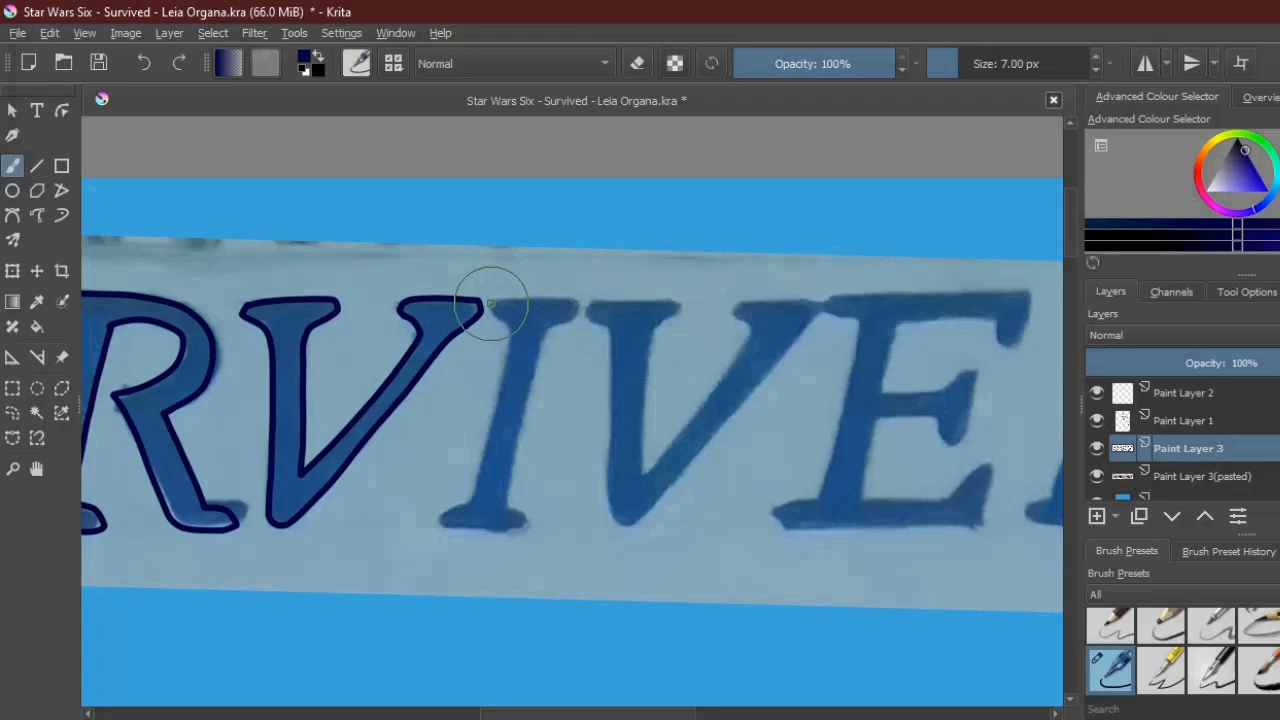 Star Wars Six - Survived - Leia Organa.kra (66.0 MiB) * - Krita
File Edit View Image Layer Select Filter Tools Settings Window Help
Normal
Opacity: 100%
Size: 7.00 px
Star Wars Six - Survived - Leia Organa.kra *
Advanced Colour Selector
Overvie
Advanced Colour Selector
RVIVE
Layers
Channels
Tool Options
Layers
Normal
Opacity: 100%
Paint Layer 2
Paint Layer 1
Paint Layer 3
Paint Layer 3(pasted)
Brush Presets
Brush Preset History
Brush Presets
All
Search